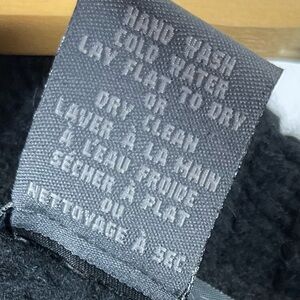 HAND WASH
COLD WATER
LAY FLAT TO DRY
OR
DRY CLEAN
LAVER À LA MAIN
À L'EAU FROIDE
SÉCHER À PLAT
OU
NETTOYAGE À SEC